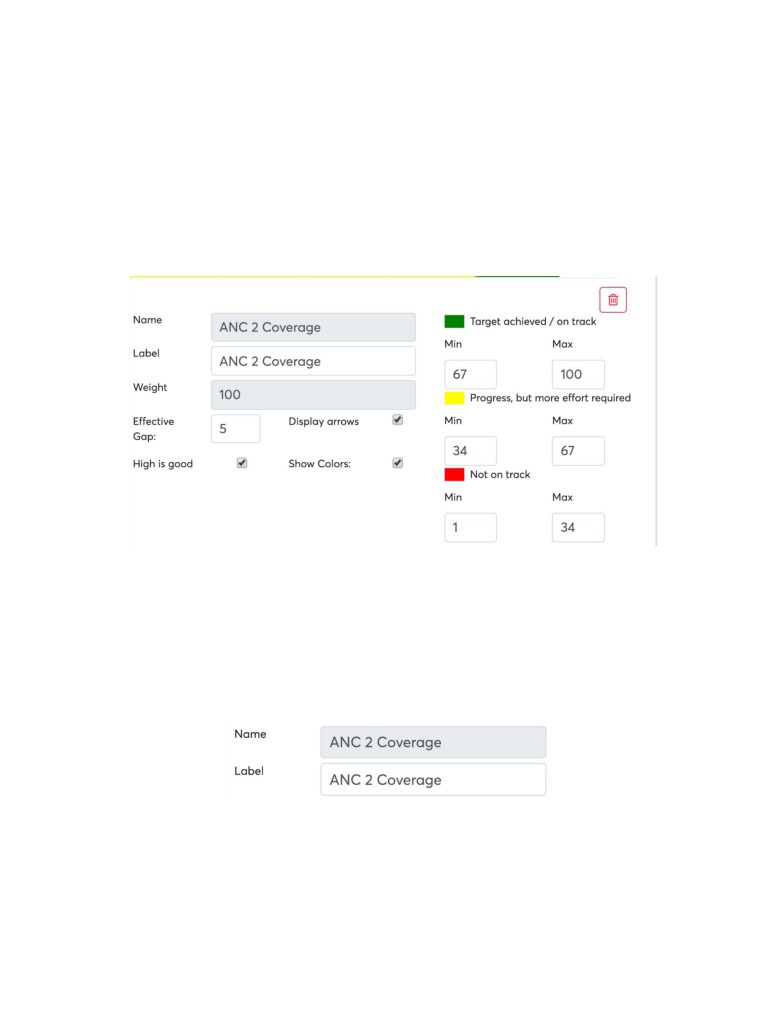 Name
ANC 2 Coverage
Label
ANC 2 Coverage
Weight
100
Effective
Gap:
5
Display arrows
High is good
Show Colors:
Target achieved / on track
Min
Max
67
100
Progress, but more effort required
Min
Max
34
67
Not on track
Min
Max
1
34
Name
ANC 2 Coverage
Label
ANC 2 Coverage